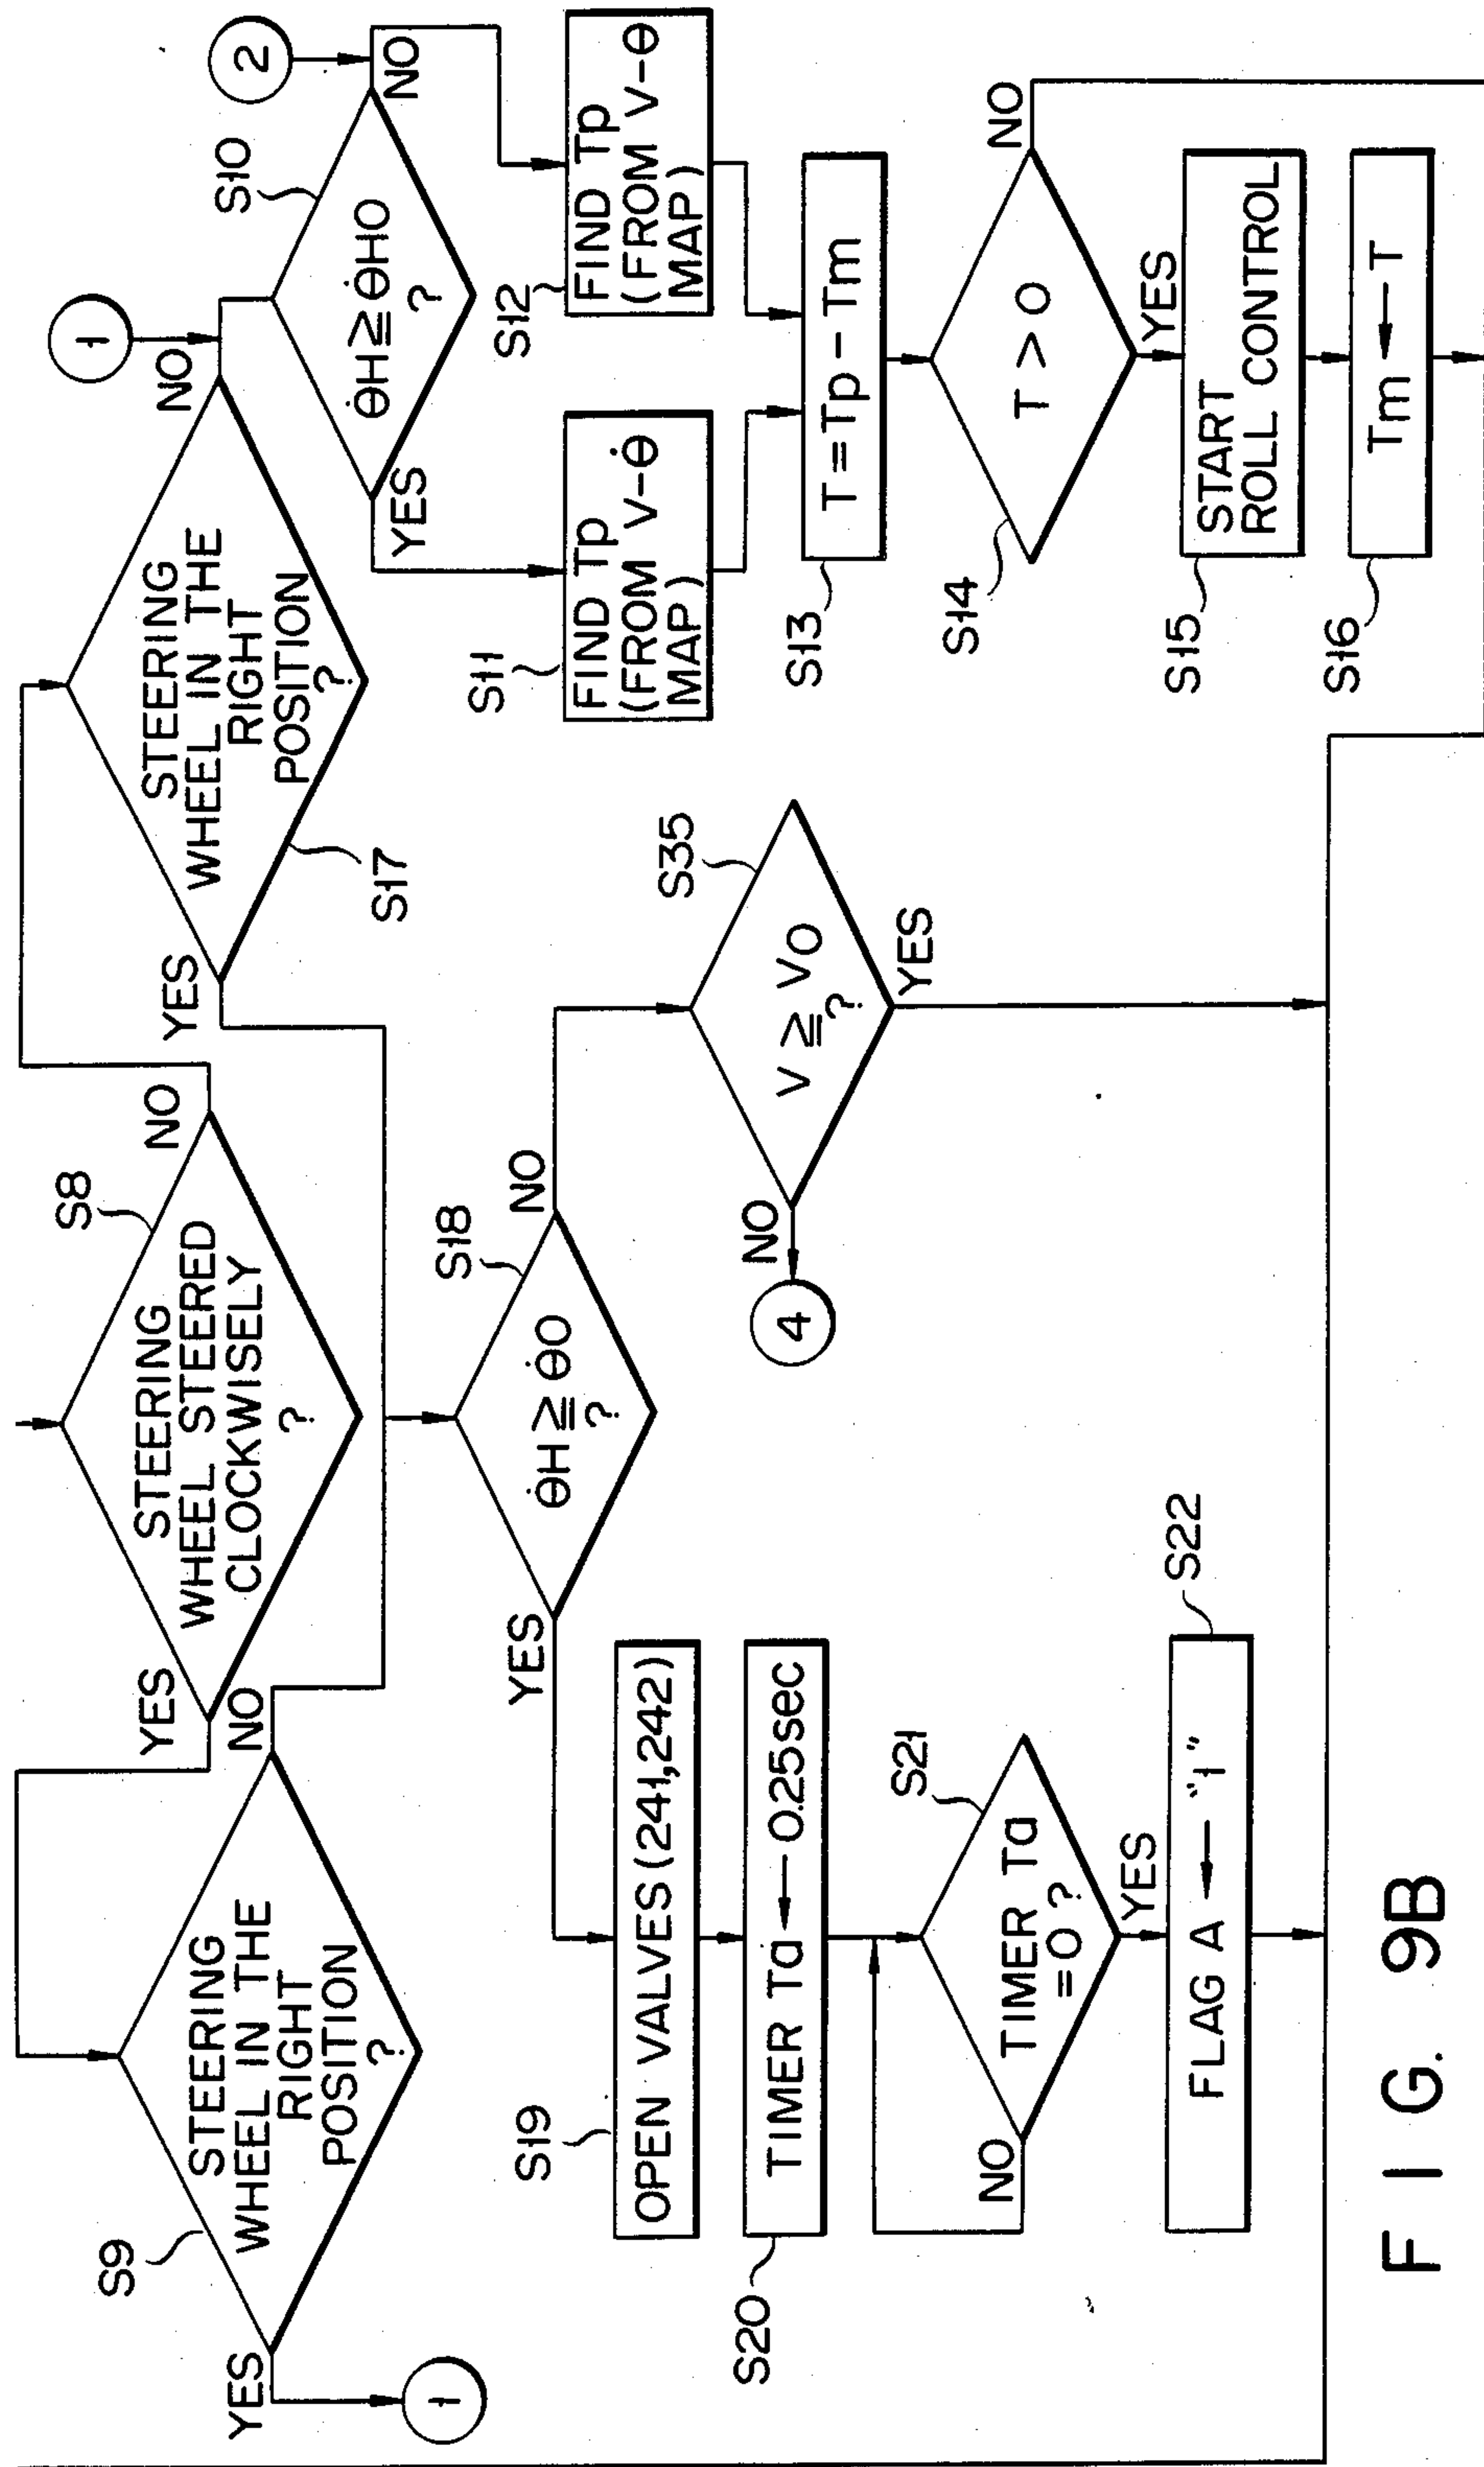 S8
STEERING
WHEEL STEERED
CLOCKWISELY
?
YES
NO
S9
STEERING
WHEEL IN THE
RIGHT
POSITION
?
YES
NO
1
STEERING
WHEEL IN THE
RIGHT
POSITION
?
YES
NO
S17
1
2
S10
θ̇H≧θ̇HO
?
YES
NO
S11
FIND Tp
(FROM V-θ̇
MAP)
S12
FIND Tp
(FROM V-θ
MAP)
S13
T=Tp-Tm
S14
T>0
NO
YES
S15
START
ROLL CONTROL
S16
Tm←T
S18
θ̇H≧θ̇O
?
YES
NO
S35
V≧VO
?
NO
YES
4
S19
OPEN VALVES(241,242)
S20
TIMER Ta←0.25sec
S21
TIMER Ta
=0?
NO
YES
S22
FLAG A←"1"
FIG. 9B